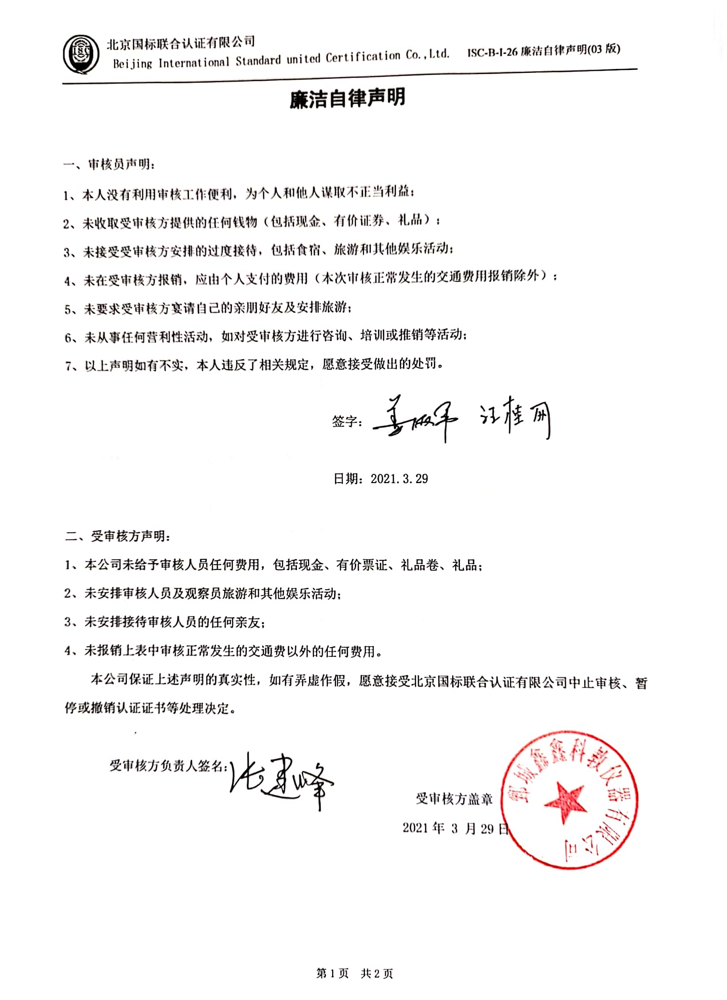 ISC
北京国标联合认证有限公司
Beijing International Standard united Certification Co.,Ltd. ISC-B-I-26 廉洁自律声明(03 版)
廉洁自律声明
一、审核员声明：
1、本人没有利用审核工作便利，为个人和他人谋取不正当利益；
2、未收取受审核方提供的任何钱物（包括现金、有价证券、礼品）；
3、未接受受审核方安排的过度接待，包括食宿、旅游和其他娱乐活动；
4、未在受审核方报销，应由个人支付的费用（本次审核正常发生的交通费用报销除外）；
5、未要求受审核方宴请自己的亲朋好友及安排旅游；
6、未从事任何营利性活动，如对受审核方进行咨询、培训或推销等活动；
7、以上声明如有不实，本人违反了相关规定，愿意接受做出的处罚。
签字： 汪桂
日期：2021.3.29
二、受审核方声明：
1、本公司未给予审核人员任何费用，包括现金、有价票证、礼品卷、礼品；
2、未安排审核人员及观察员旅游和其他娱乐活动；
3、未安排接待审核人员的任何亲友；
4、未报销上表中审核正常发生的交通费以外的任何费用。
本公司保证上述声明的真实性，如有弄虚作假，愿意接受北京国标联合认证有限公司中止审核、暂
停或撤销认证证书等处理决定。
受审核方负责人签名：张建峰
受审核方盖章
2021 年 3 月 29 日
鄄城鑫鑫科教仪器有限公司
第 1 页 共 2 页